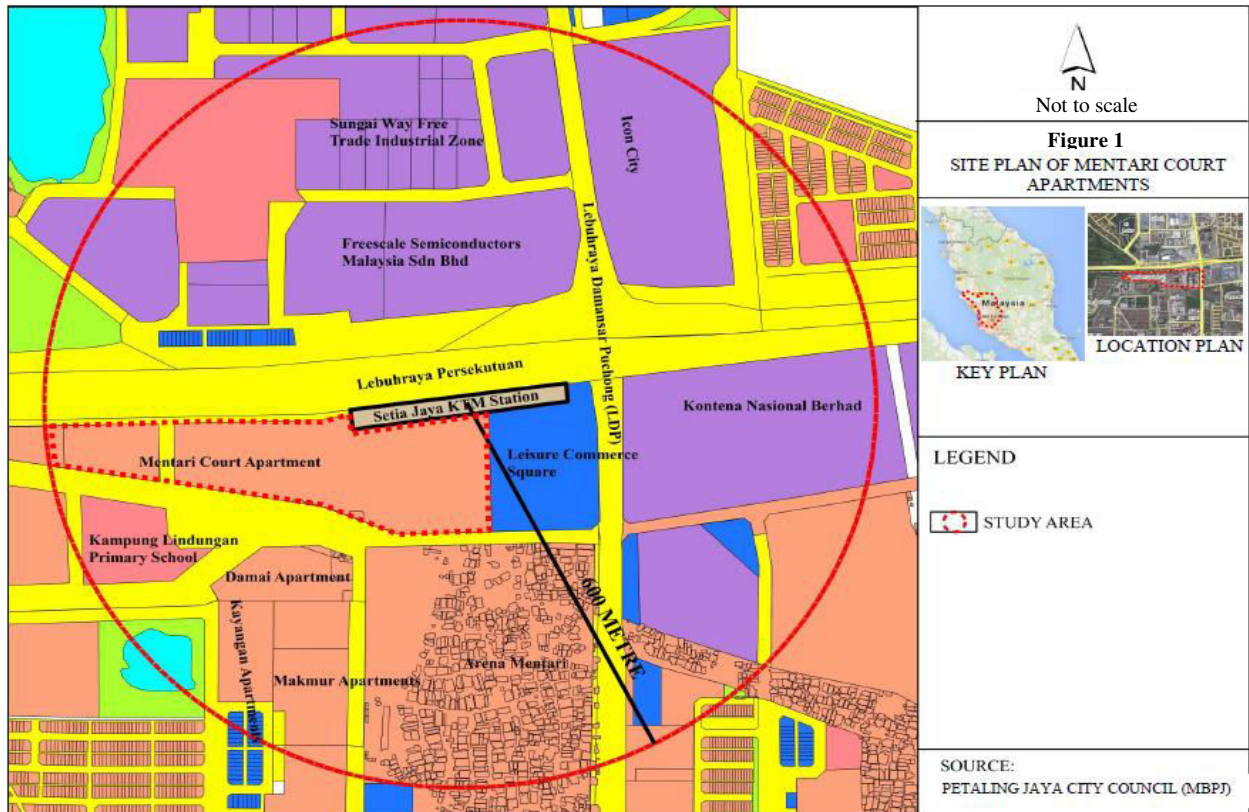 Sungai Way Free
Trade Industrial Zone
Icon City
Freescale Semiconductors
Malaysia Sdn Bhd
Lebuhraya Damansar Puchong (LDP)
Lebuhraya Persekutuan
Setia Jaya KTM Station
Kontena Nasional Berhad
Mentari Court Apartment
Leisure Commerce
Square
Kampung Lindungan
Primary School
Damai Apartment
Kayangan Apartments
600 METRE
Arena Mentari
Makmur Apartments
N
Not to scale
Figure 1
SITE PLAN OF MENTARI COURT
APARTMENTS
Malaysia
KEY PLAN
LOCATION PLAN
LEGEND
STUDY AREA
SOURCE:
PETALING JAYA CITY COUNCIL (MBPJ)